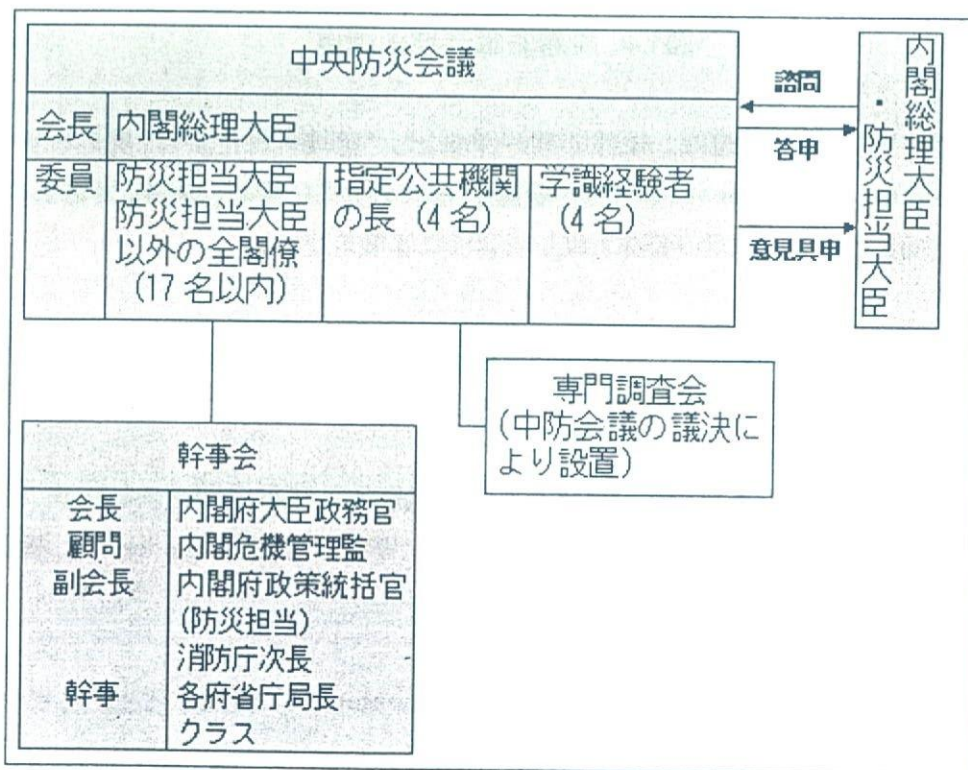 中央防災会議
会長 内閣総理大臣
委員 防災担当大臣
防災担当大臣
以外の全閣僚
(17名以内)
指定公共機関
の長(4名)
学識経験者
(4名)
諮問
答申
意見具申
内閣総理大臣
・防災担当大臣
専門調査会
(中防会議の議決に
より設置)
幹事会
会長 内閣府大臣政務官
顧問 内閣危機管理監
副会長 内閣府政策統括官
(防災担当)
消防庁次長
幹事 各府省庁局長
クラス